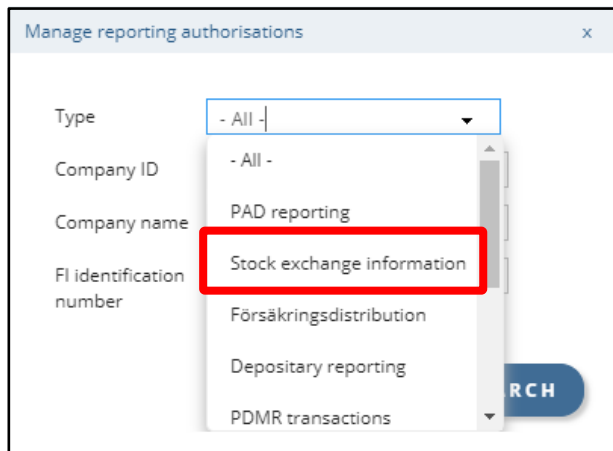 Manage reporting authorisations x
Type - All -
- All -
Company ID
PAD reporting
Company name
Stock exchange information
FI identification
number
Försäkringsdistribution
Depositary reporting
RCH
PDMR transactions